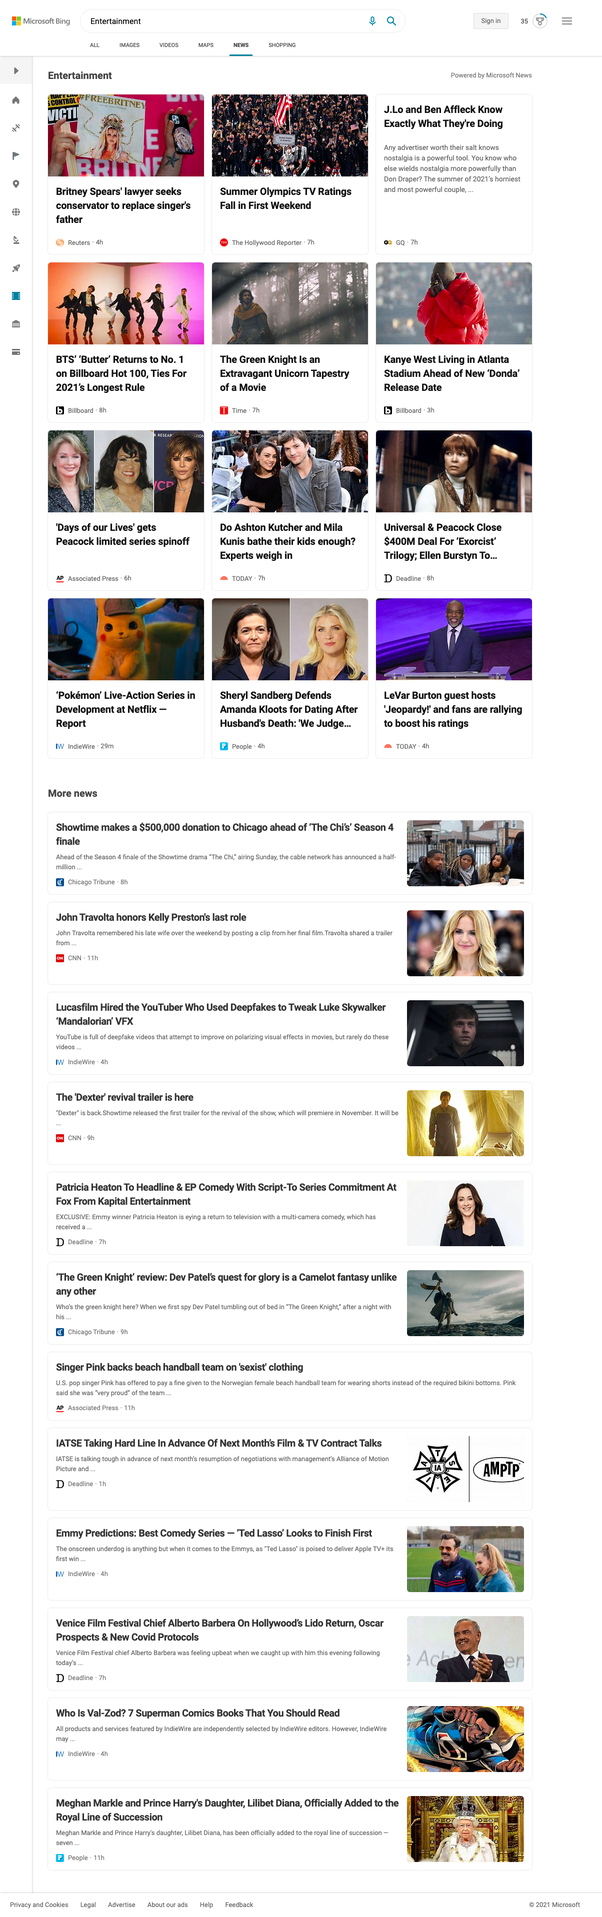 Microsoft Bing
Entertainment
Sign in
35
ALL IMAGES VIDEOS MAPS NEWS SHOPPING
Entertainment
Powered by Microsoft News
Britney Spears' lawyer seeks
conservator to replace singer's
father
Reuters · 4h
Summer Olympics TV Ratings
Fall in First Weekend
The Hollywood Reporter · 7h
J.Lo and Ben Affleck Know
Exactly What They're Doing
Any advertiser worth their salt knows
nostalgia is a powerful tool. You know who
else wields nostalgia more powerfully than
Don Draper? The summer of 2021's horniest
and most powerful couple, ...
GQ · 7h
BTS' 'Butter' Returns to No. 1
on Billboard Hot 100, Ties For
2021's Longest Rule
Billboard · 8h
The Green Knight Is an
Extravagant Unicorn Tapestry
of a Movie
Time · 7h
Kanye West Living in Atlanta
Stadium Ahead of New 'Donda'
Release Date
Billboard · 3h
'Days of our Lives' gets
Peacock limited series spinoff
Associated Press · 6h
Do Ashton Kutcher and Mila
Kunis bathe their kids enough?
Experts weigh in
TODAY · 7h
Universal & Peacock Close
$400M Deal For 'Exorcist'
Trilogy; Ellen Burstyn To...
Deadline · 8h
'Pokémon' Live-Action Series in
Development at Netflix —
Report
IndieWire · 29m
Sheryl Sandberg Defends
Amanda Kloots for Dating After
Husband's Death: 'We Judge...
People · 4h
LeVar Burton guest hosts
'Jeopardy!' and fans are rallying
to boost his ratings
TODAY · 4h
More news
Showtime makes a $500,000 donation to Chicago ahead of 'The Chi's' Season 4
finale
Ahead of the Season 4 finale of the Showtime drama "The Chi," airing Sunday, the cable network has announced a half-
million ...
Chicago Tribune · 8h
John Travolta honors Kelly Preston's last role
John Travolta remembered his late wife over the weekend by posting a clip from her final film.Travolta shared a trailer
from ...
CNN · 11h
Lucasfilm Hired the YouTuber Who Used Deepfakes to Tweak Luke Skywalker
'Mandalorian' VFX
YouTube is full of deepfake videos that attempt to improve on polarizing visual effects in movies, but rarely do these
videos ...
IndieWire · 4h
The 'Dexter' revival trailer is here
"Dexter" is back.Showtime released the first trailer for the revival of the show, which will premiere in November. It will be
...
CNN · 9h
Patricia Heaton To Headline & EP Comedy With Script-To Series Commitment At
Fox From Kapital Entertainment
EXCLUSIVE: Emmy winner Patricia Heaton is eying a return to television with a multi-camera comedy, which has
received a ...
Deadline · 7h
'The Green Knight' review: Dev Patel's quest for glory is a Camelot fantasy unlike
any other
Who's the green knight here? When we first spy Dev Patel tumbling out of bed in "The Green Knight," after a night with
his ...
Chicago Tribune · 9h
Singer Pink backs beach handball team on 'sexist' clothing
U.S. pop singer Pink has offered to pay a fine given to the Norwegian female beach handball team for wearing shorts instead of the required bikini bottoms. Pink
said she was "very proud" of the team ...
Associated Press · 11h
IATSE Taking Hard Line In Advance Of Next Month's Film & TV Contract Talks
IATSE is talking tough in advance of next month's resumption of negotiations with management's Alliance of Motion
Picture and ...
Deadline · 1h
AMPTP
Emmy Predictions: Best Comedy Series — 'Ted Lasso' Looks to Finish First
The onscreen underdog is anything but when it comes to the Emmys, as "Ted Lasso" is poised to deliver Apple TV+ its
first win ...
IndieWire · 4h
Venice Film Festival Chief Alberto Barbera On Hollywood's Lido Return, Oscar
Prospects & New Covid Protocols
Venice Film Festival chief Alberto Barbera was feeling upbeat when we caught up with him this evening following
today's ...
Deadline · 7h
Who Is Val-Zod? 7 Superman Comics Books That You Should Read
All products and services featured by IndieWire are independently selected by IndieWire editors. However, IndieWire
may ...
IndieWire · 4h
Meghan Markle and Prince Harry's Daughter, Lilibet Diana, Officially Added to the
Royal Line of Succession
Meghan Markle and Prince Harry's daughter, Lilibet Diana, has been officially added to the royal line of succession —
seven ...
People · 11h
Privacy and Cookies Legal Advertise About our ads Help Feedback
© 2021 Microsoft